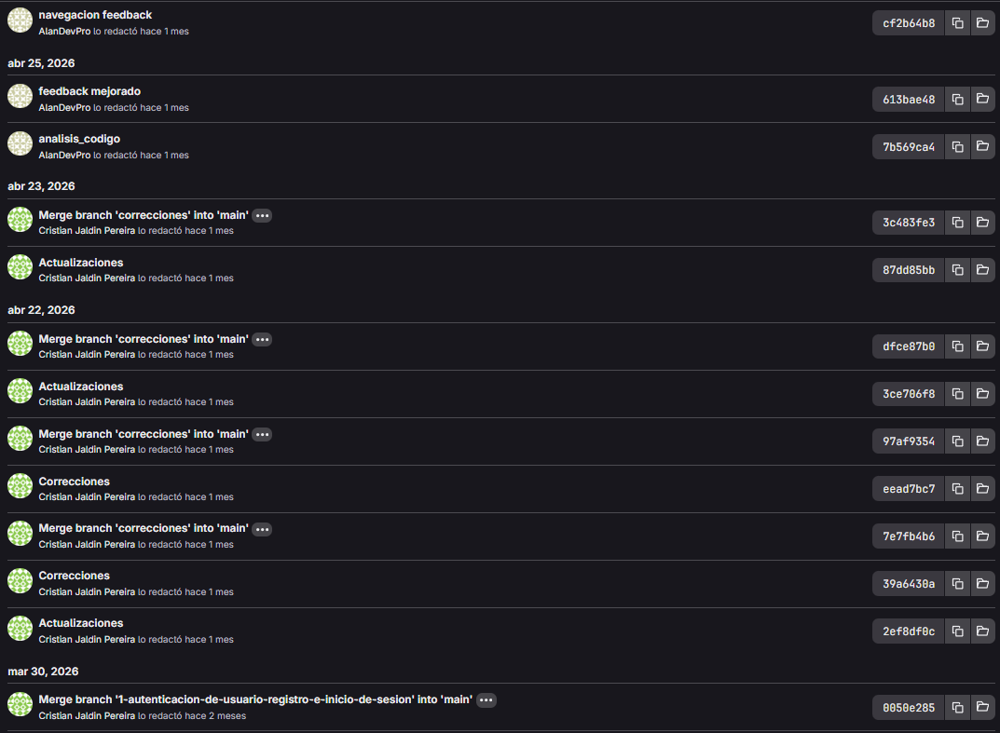 navegacion feedback
AlanDevPro lo redactó hace 1 mes
cf2b64b8
abr 25, 2026
feedback mejorado
AlanDevPro lo redactó hace 1 mes
613bae48
analisis_codigo
AlanDevPro lo redactó hace 1 mes
7b569ca4
abr 23, 2026
Merge branch 'correcciones' into 'main'
Cristian Jaldin Pereira lo redactó hace 1 mes
3c483fe3
Actualizaciones
Cristian Jaldin Pereira lo redactó hace 1 mes
87dd85bb
abr 22, 2026
Merge branch 'correcciones' into 'main'
Cristian Jaldin Pereira lo redactó hace 1 mes
dfce87b0
Actualizaciones
Cristian Jaldin Pereira lo redactó hace 1 mes
3ce706f8
Merge branch 'correcciones' into 'main'
Cristian Jaldin Pereira lo redactó hace 1 mes
97af9354
Correcciones
Cristian Jaldin Pereira lo redactó hace 1 mes
eead7bc7
Merge branch 'correcciones' into 'main'
Cristian Jaldin Pereira lo redactó hace 1 mes
7e7fb4b6
Correcciones
Cristian Jaldin Pereira lo redactó hace 1 mes
39a6430a
Actualizaciones
Cristian Jaldin Pereira lo redactó hace 1 mes
2ef8df0c
mar 30, 2026
Merge branch '1-autenticacion-de-usuario-registro-e-inicio-de-sesion' into 'main'
Cristian Jaldin Pereira lo redactó hace 2 meses
0050e285